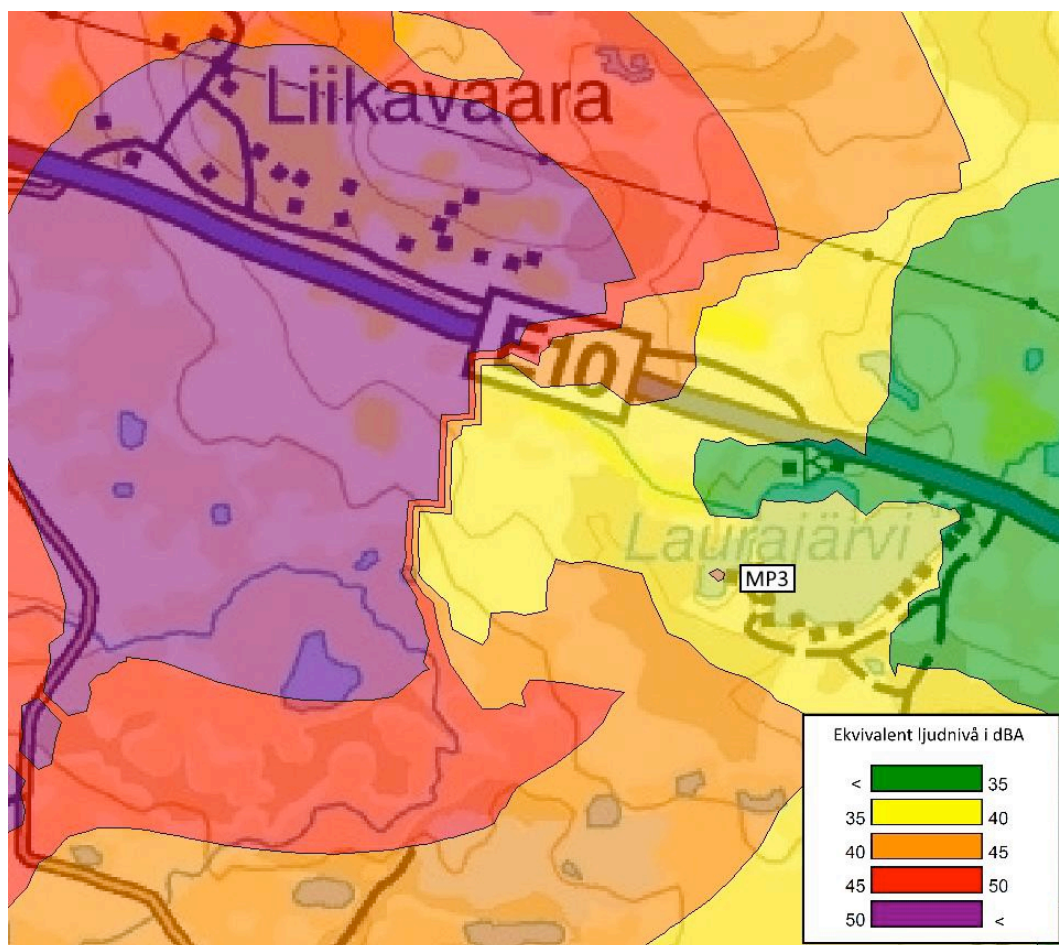 Liikavaara
E10
Laurajärvi
MP3
Ekvivalent ljudnivå i dBA
< 35
35 40
40 45
45 50
50 <